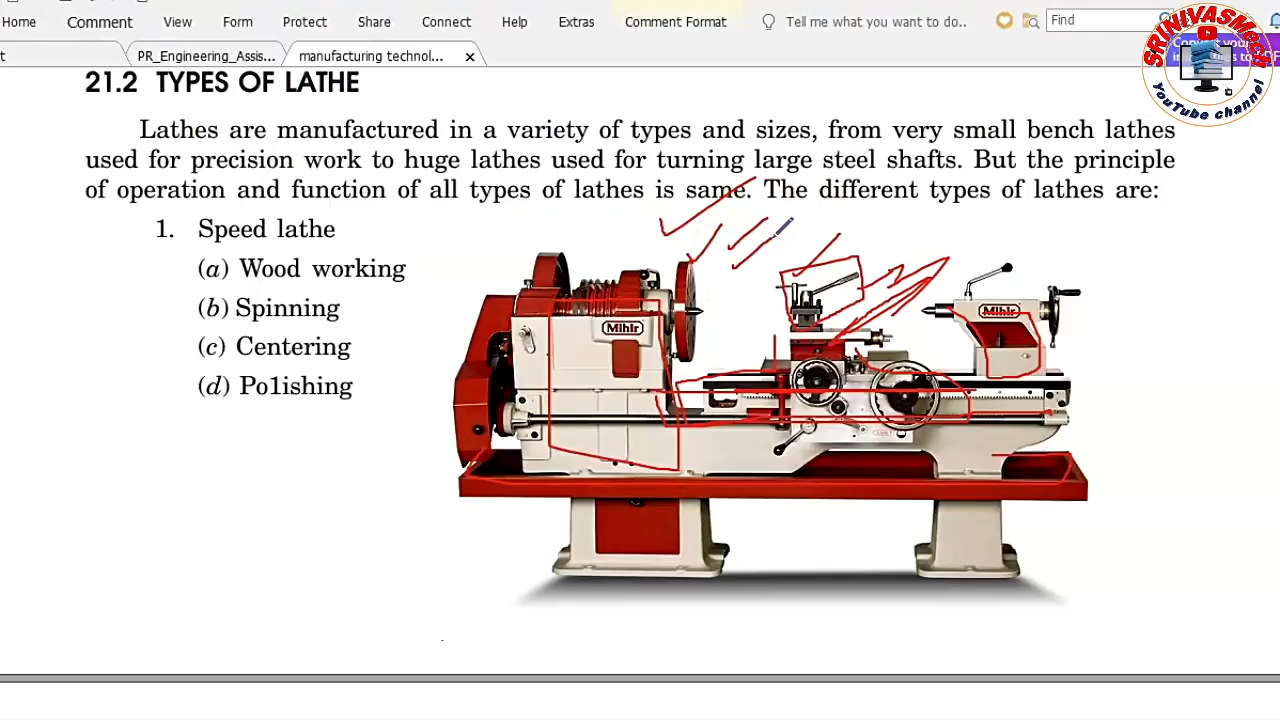 Home Comment View Form Protect Share Connect Help Extras Comment Format Tell me what you want to do.. Find
PR_Engineering_Assis... manufacturing technol... ×
SRINIVASMech
YouTube channel
21.2 TYPES OF LATHE
Lathes are manufactured in a variety of types and sizes, from very small bench lathes
used for precision work to huge lathes used for turning large steel shafts. But the principle
of operation and function of all types of lathes is same. The different types of lathes are:
1. Speed lathe
(a) Wood working
(b) Spinning
(c) Centering
(d) Po1ishing
Mihir
Mihir